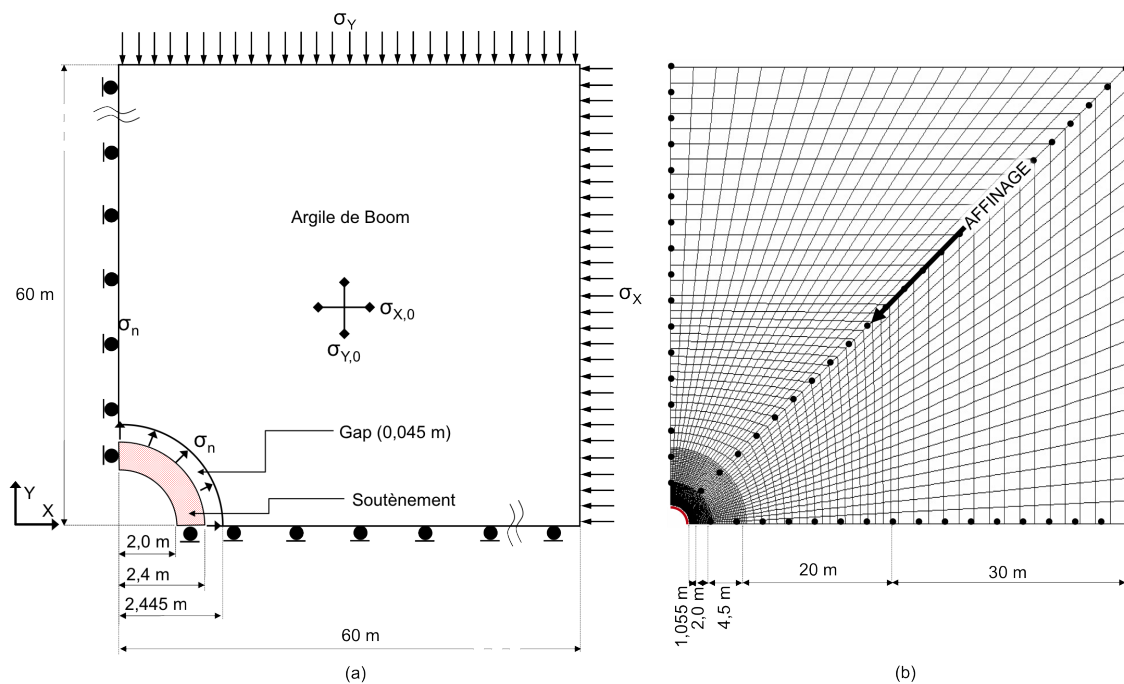 σY
60 m
Argile de Boom
σX,0
σY,0
σX
σn
σn
Gap (0,045 m)
Soutènement
Y
X
2,0 m
2,4 m
2,445 m
60 m
(a)
AFFINAGE
1,055 m
2,0 m
4,5 m
20 m
30 m
(b)